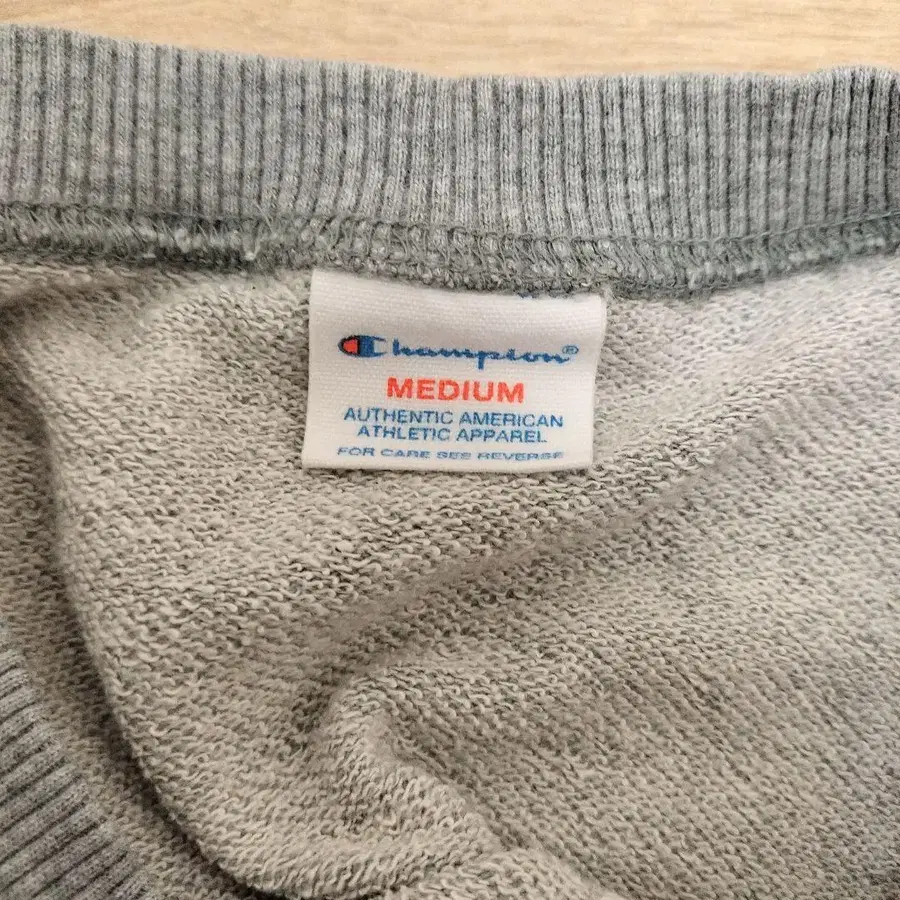 Champion®
MEDIUM
AUTHENTIC AMERICAN
ATHLETIC APPAREL
FOR CARE SEE REVERSE